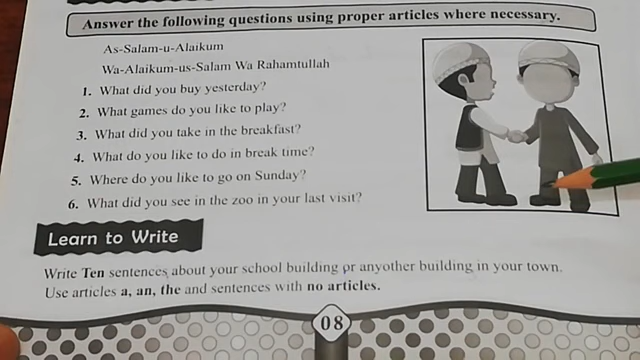 Answer the following questions using proper articles where necessary.
As-Salam-u-Alaikum
Wa-Alaikum-us-Salam Wa Rahamtullah
1. What did you buy yesterday?
2. What games do you like to play?
3. What did you take in the breakfast?
4. What do you like to do in break time?
5. Where do you like to go on Sunday?
6. What did you see in the zoo in your last visit?
Learn to Write
Write Ten sentences about your school building or anyother building in your town.
Use articles a, an, the and sentences with no articles.
08